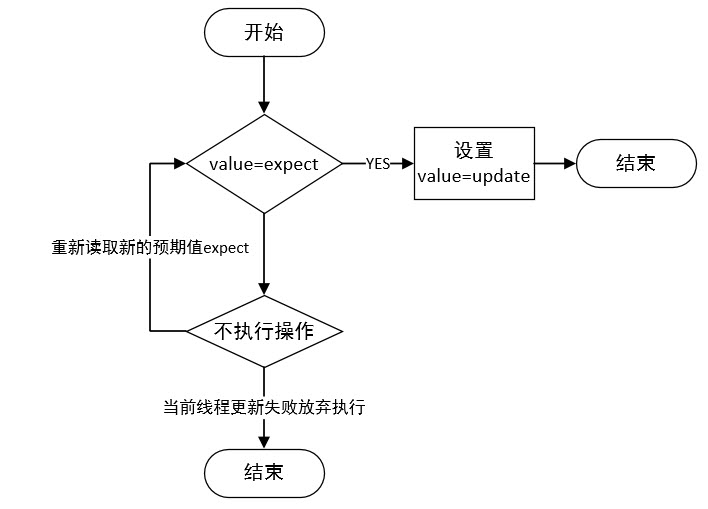 开始
value=expect
YES
设置
value=update
结束
重新读取新的预期值expect
不执行操作
当前线程更新失败放弃执行
结束